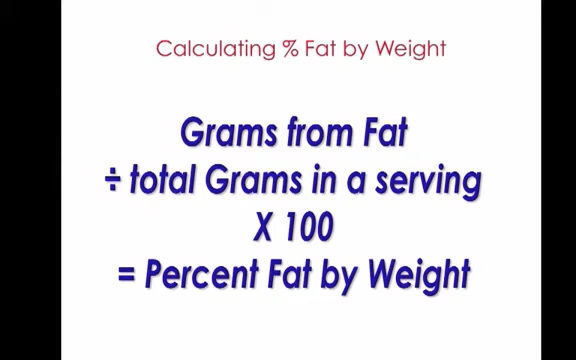 Calculating % Fat by Weight
Grams from Fat
÷ total Grams in a serving
X 100
= Percent Fat by Weight